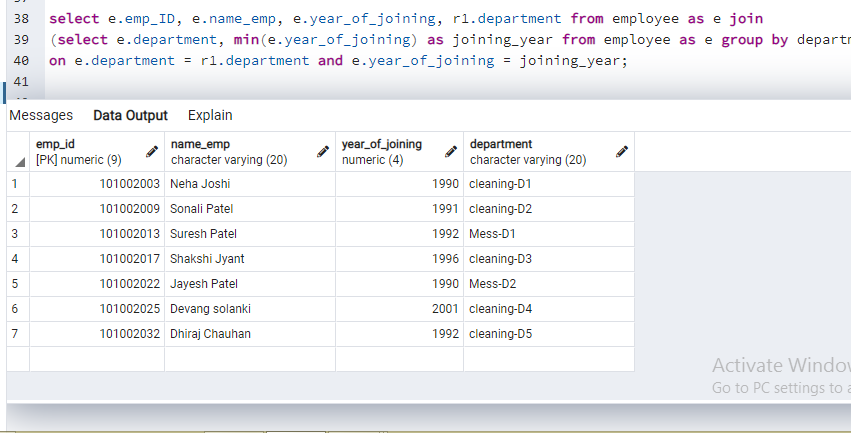 38 select e.emp_ID, e.name_emp, e.year_of_joining, r1.department from employee as e join
39 (select e.department, min(e.year_of_joining) as joining_year from employee as e group by departm
40 on e.department = r1.department and e.year_of_joining = joining_year;
41
Messages Data Output Explain
emp_id name_emp year_of_joining department
[PK] numeric (9) character varying (20) numeric (4) character varying (20)
1 101002003 Neha Joshi 1990 cleaning-D1
2 101002009 Sonali Patel 1991 cleaning-D2
3 101002013 Suresh Patel 1992 Mess-D1
4 101002017 Shakshi Jyant 1996 cleaning-D3
5 101002022 Jayesh Patel 1990 Mess-D2
6 101002025 Devang solanki 2001 cleaning-D4
7 101002032 Dhiraj Chauhan 1992 cleaning-D5
Activate Window
Go to PC settings to a